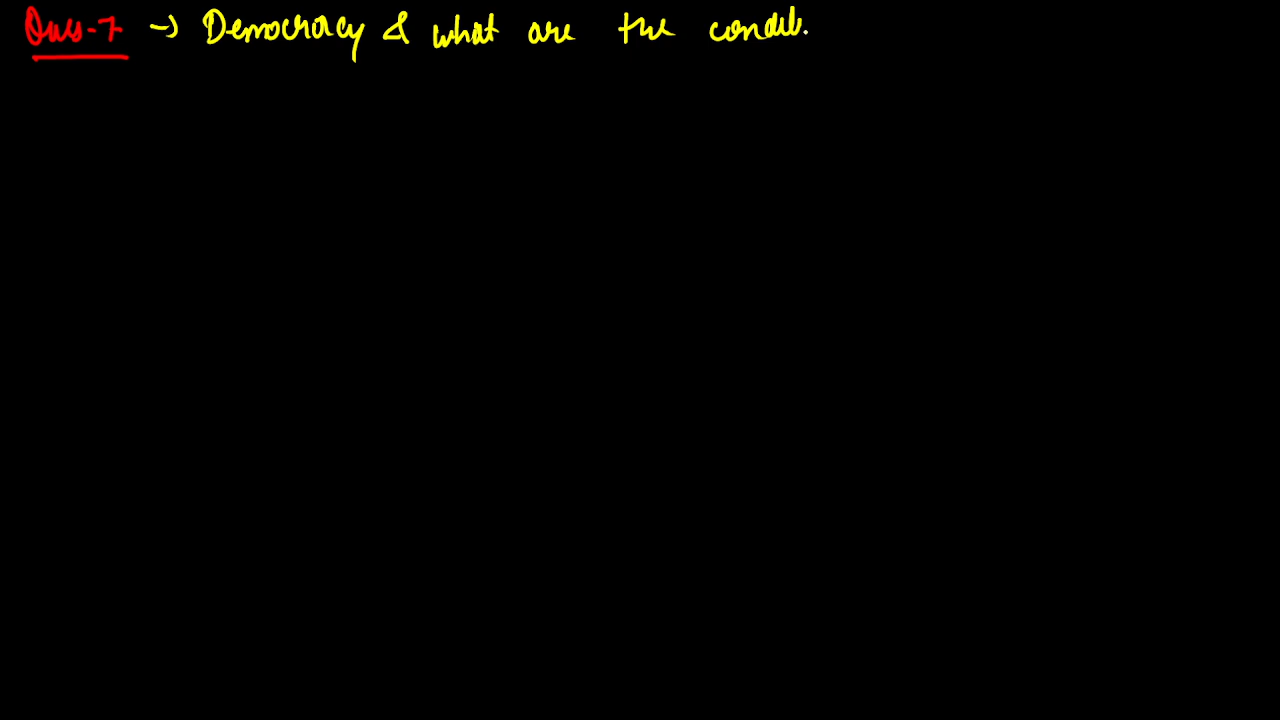 Ques-7 → Democracy & what are the condit